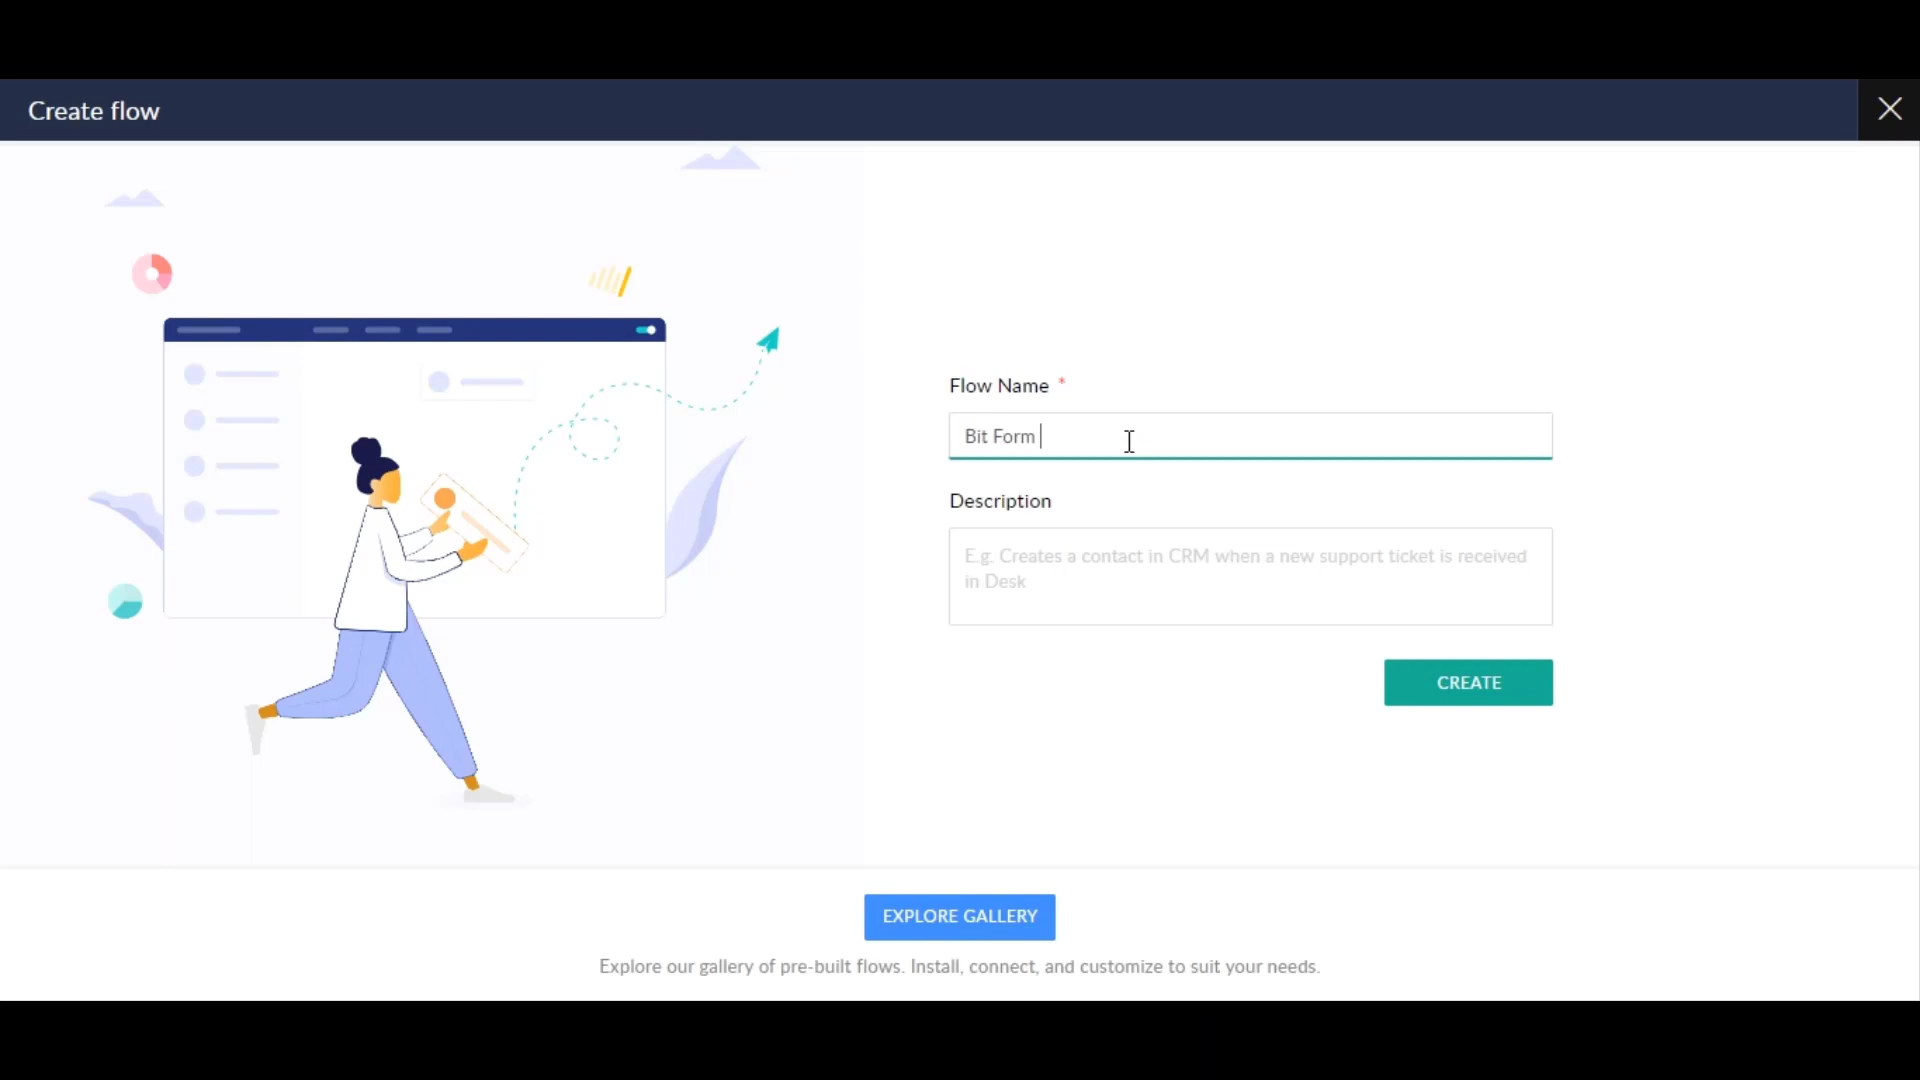 Create flow
Flow Name *
Bit Form
Description
E.g. Creates a contact in CRM when a new support ticket is received
in Desk
CREATE
EXPLORE GALLERY
Explore our gallery of pre-built flows. Install, connect, and customize to suit your needs.